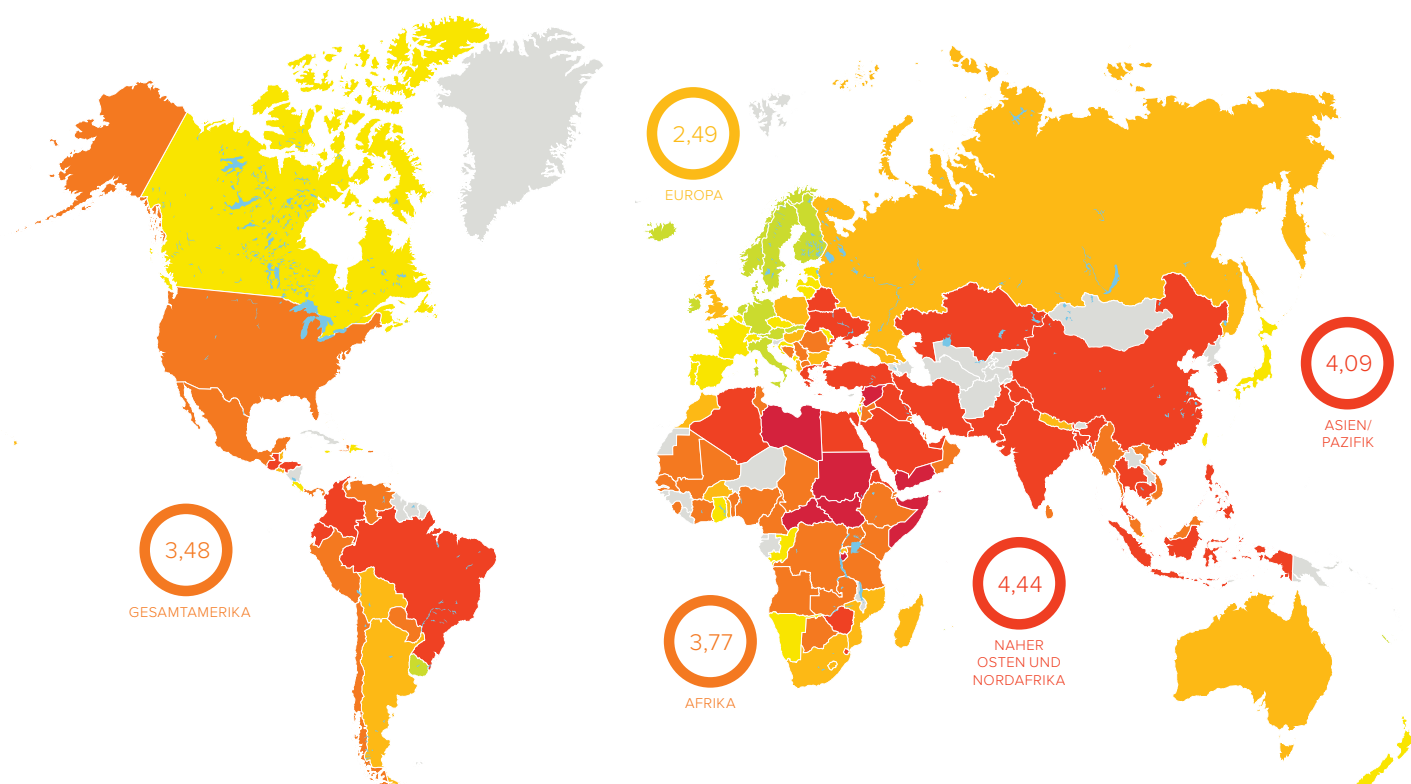 2,49
EUROPA
4,09
ASIEN/
PAZIFIK
3,48
GESAMTAMERIKA
4,44
NAHER
OSTEN UND
NORDAFRIKA
3,77
AFRIKA